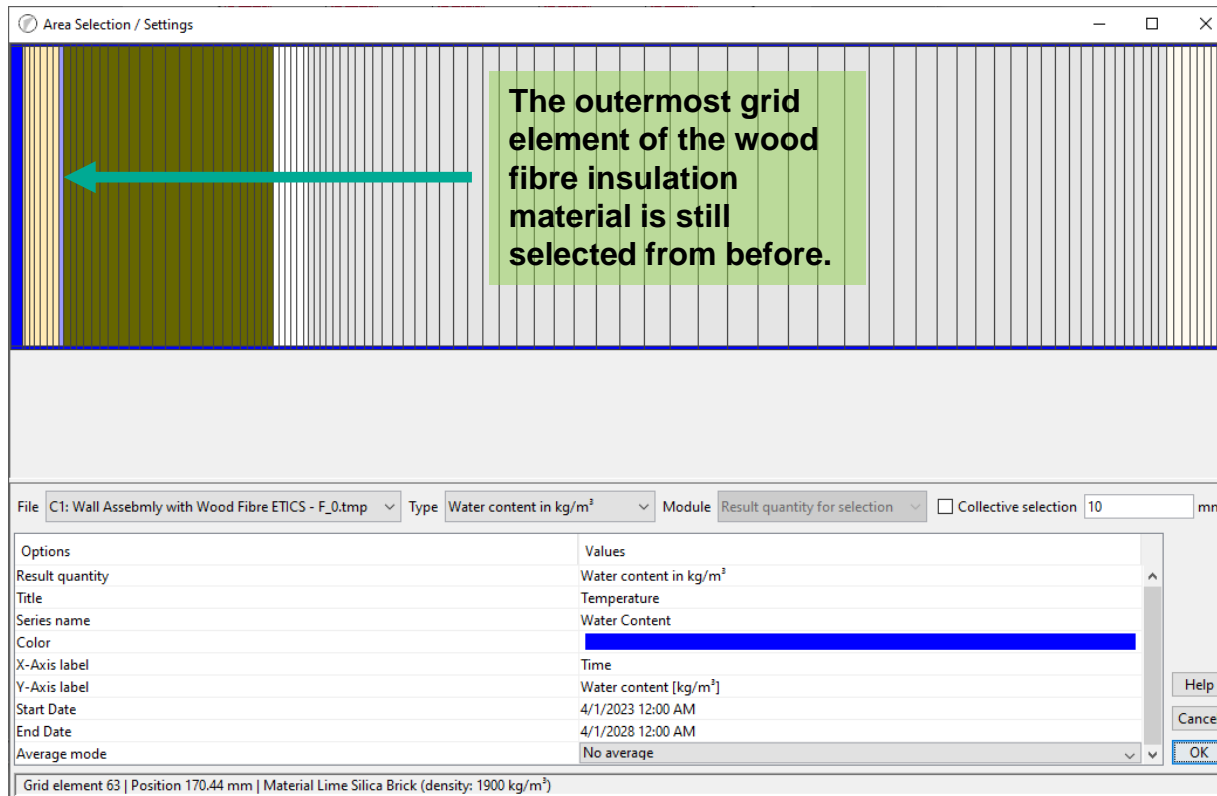 Area Selection / Settings
The outermost grid
element of the wood
fibre insulation
material is still
selected from before.
File C1: Wall Assebmly with Wood Fibre ETICS - F_0.tmp Type Water content in kg/m³ Module Result quantity for selection Collective selection 10 mm
Options Values
Result quantity Water content in kg/m³
Title Temperature
Series name Water Content
Color
X-Axis label Time
Y-Axis label Water content [kg/m³]
Start Date 4/1/2023 12:00 AM
End Date 4/1/2028 12:00 AM
Average mode No average
Help
Cance
OK
Grid element 63 | Position 170.44 mm | Material Lime Silica Brick (density: 1900 kg/m³)